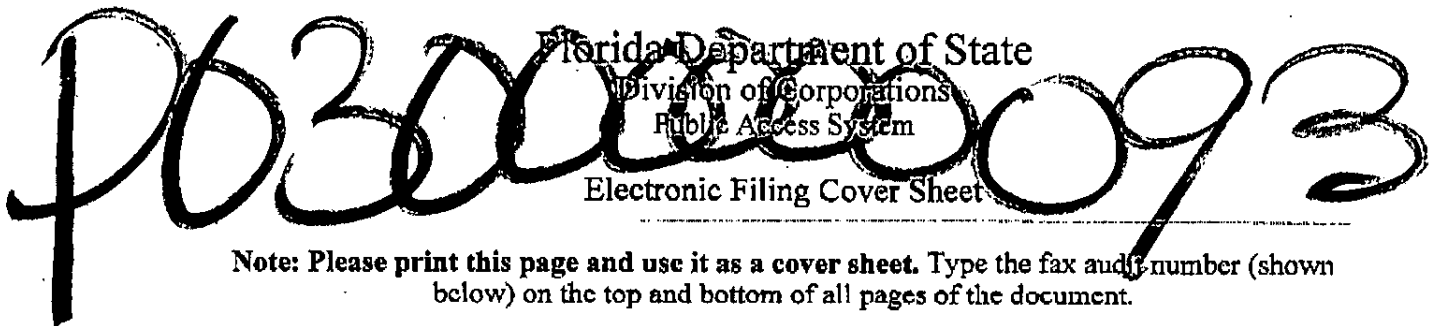 P03000000093
Florida Department of State
Division of Corporations
Public Access System
Electronic Filing Cover Sheet
Note: Please print this page and use it as a cover sheet. Type the fax audit number (shown
below) on the top and bottom of all pages of the document.